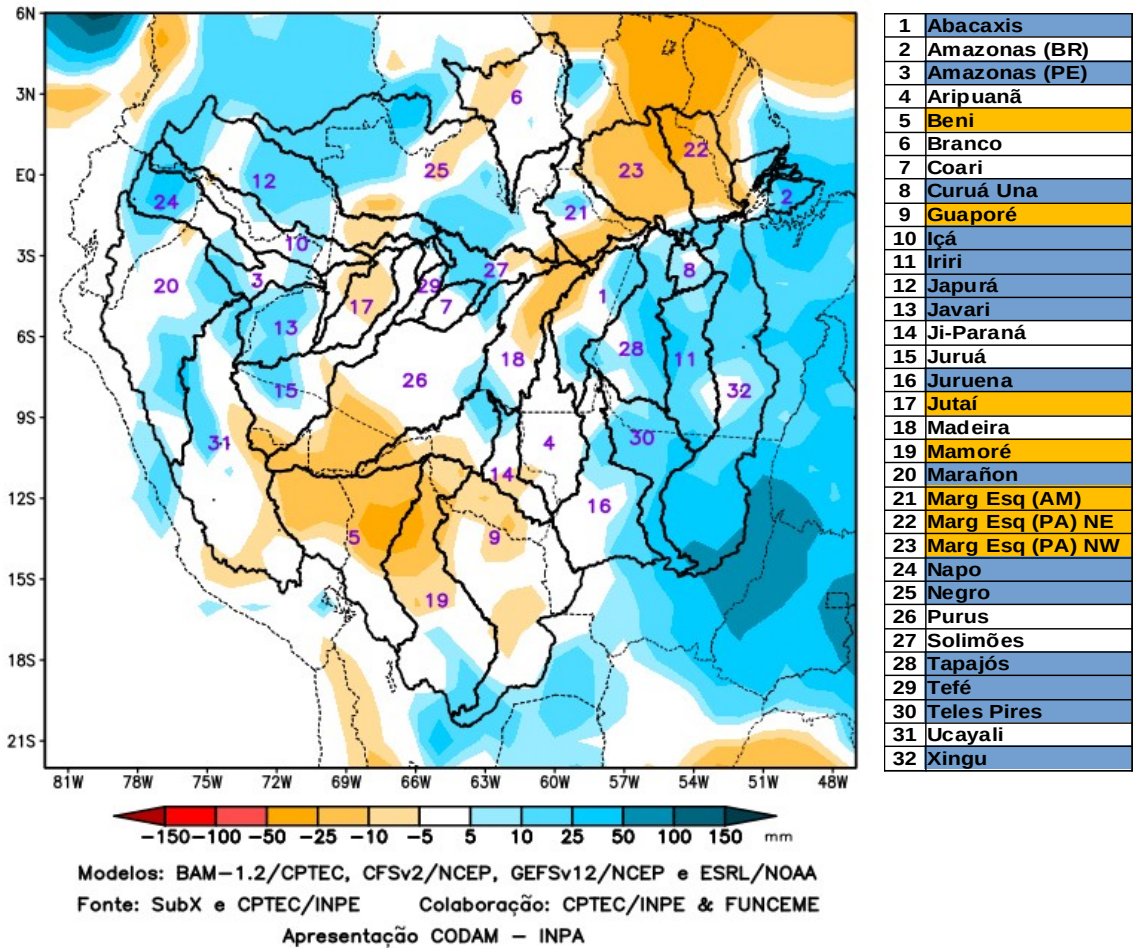 6N
3N
EQ
3S
6S
9S
12S
15S
18S
21S
81W 78W 75W 72W 69W 66W 63W 60W 57W 54W 51W 48W
6
25
22
23
12
24
21
2
10
20
3
17
29
7
27
8
1
13
28
11
18
15
26
32
31
4
30
14
16
5
9
19
−150 −100 −50 −25 −10 −5 5 10 25 50 100 150 mm
Modelos: BAM−1.2/CPTEC, CFSv2/NCEP, GEFSv12/NCEP e ESRL/NOAA
Fonte: SubX e CPTEC/INPE Colaboração: CPTEC/INPE & FUNCEME
Apresentação CODAM − INPA
1 Abacaxis
2 Amazonas (BR)
3 Amazonas (PE)
4 Aripuanã
5 Beni
6 Branco
7 Coari
8 Curuá Una
9 Guaporé
10 Içá
11 Iriri
12 Japurá
13 Javari
14 Ji-Paraná
15 Juruá
16 Juruena
17 Jutaí
18 Madeira
19 Mamoré
20 Marañon
21 Marg Esq (AM)
22 Marg Esq (PA) NE
23 Marg Esq (PA) NW
24 Napo
25 Negro
26 Purus
27 Solimões
28 Tapajós
29 Tefé
30 Teles Pires
31 Ucayali
32 Xingu